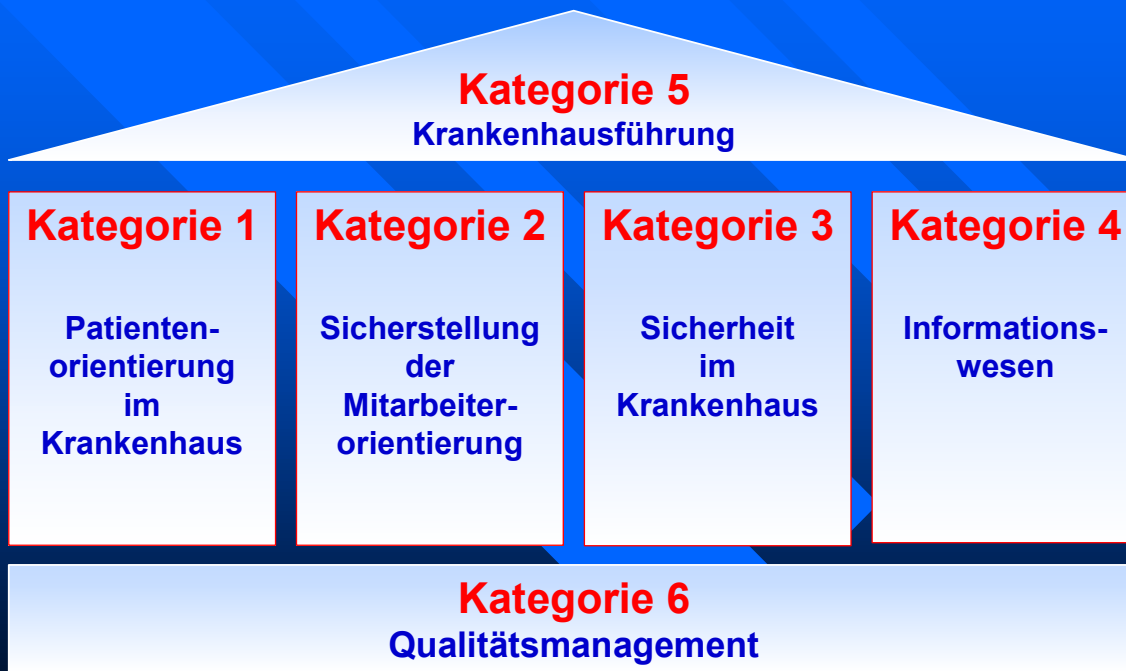 Kategorie 5
Krankenhausführung
Kategorie 1
Patienten-
orientierung
im
Krankenhaus
Kategorie 2
Sicherstellung
der
Mitarbeiter-
orientierung
Kategorie 3
Sicherheit
im
Krankenhaus
Kategorie 4
Informations-
wesen
Kategorie 6
Qualitätsmanagement